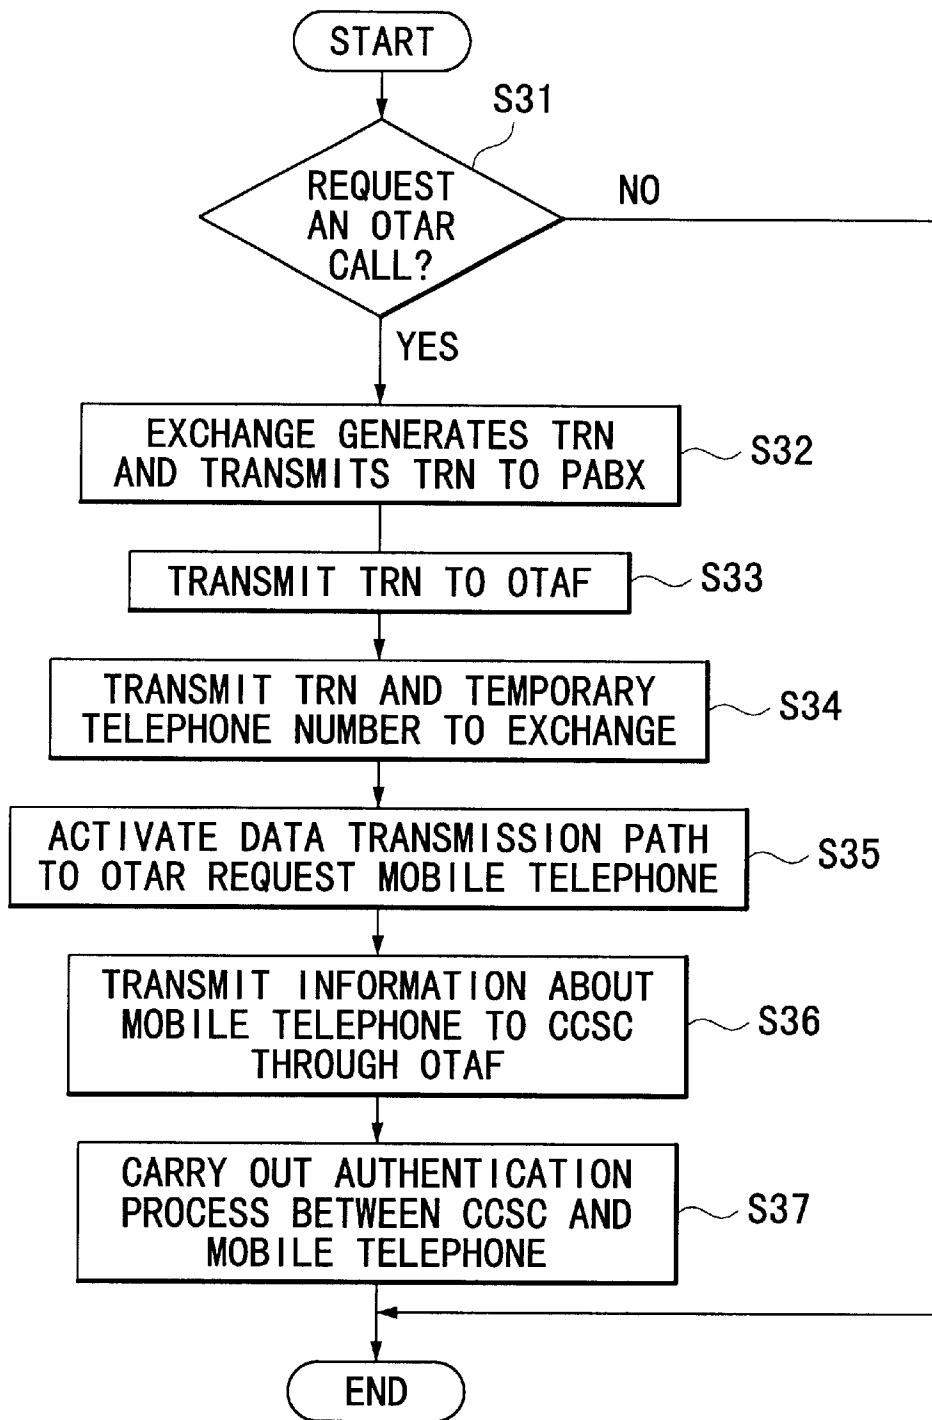 START
S31
REQUEST
AN OTAR
CALL?
NO
YES
EXCHANGE GENERATES TRN
AND TRANSMITS TRN TO PABX
S32
TRANSMIT TRN TO OTAF
S33
TRANSMIT TRN AND TEMPORARY
TELEPHONE NUMBER TO EXCHANGE
S34
ACTIVATE DATA TRANSMISSION PATH
TO OTAR REQUEST MOBILE TELEPHONE
S35
TRANSMIT INFORMATION ABOUT
MOBILE TELEPHONE TO CCSC
THROUGH OTAF
S36
CARRY OUT AUTHENTICATION
PROCESS BETWEEN CCSC AND
MOBILE TELEPHONE
S37
END